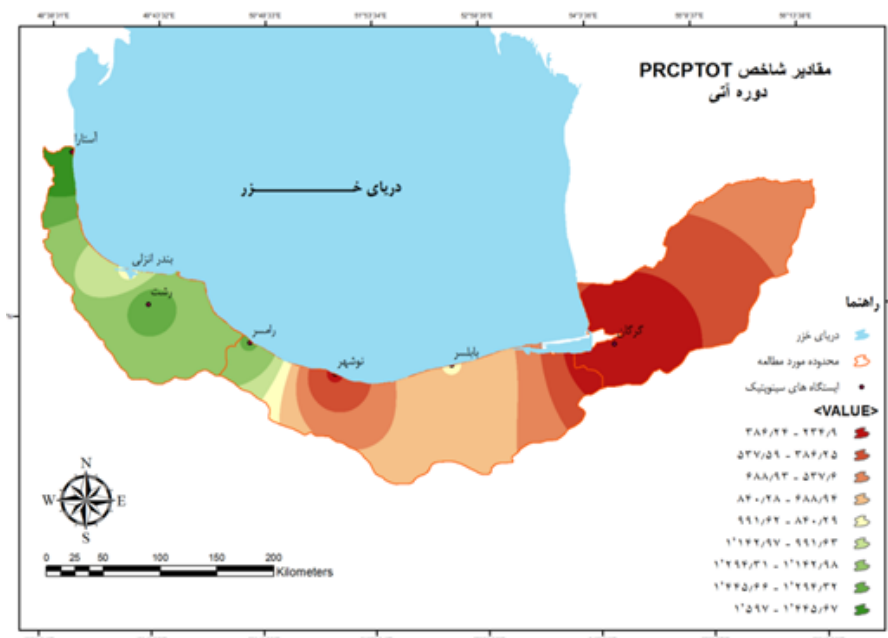 مقادیر شاخص PRCPTOT
دوره آتی
آستارا
دریای خزر
بندر انزلی
رشت
رامسر
نوشهر
بابلسر
گرگان
راهنما
دریای خزر
محدوده مورد مطالعه
ایستگاه های سینوپتیک
<VALUE>
۲۳۴٫۹ - ۳۸۶٫۲۴
۳۸۶٫۲۵ - ۵۳۷٫۵۹
۵۳۷٫۶ - ۶۸۸٫۹۳
۶۸۸٫۹۴ - ۸۴۰٫۲۸
۸۴۰٫۲۹ - ۹۹۱٫۶۲
۹۹۱٫۶۳ - ۱٬۱۴۲٫۹۷
۱٬۱۴۲٫۹۸ - ۱٬۲۹۴٫۳۱
۱٬۲۹۴٫۳۲ - ۱٬۴۴۵٫۶۶
۱٬۴۴۵٫۶۷ - ۱٬۵۹۷
N
W E
S
0 25 50 100 150 200
Kilometers